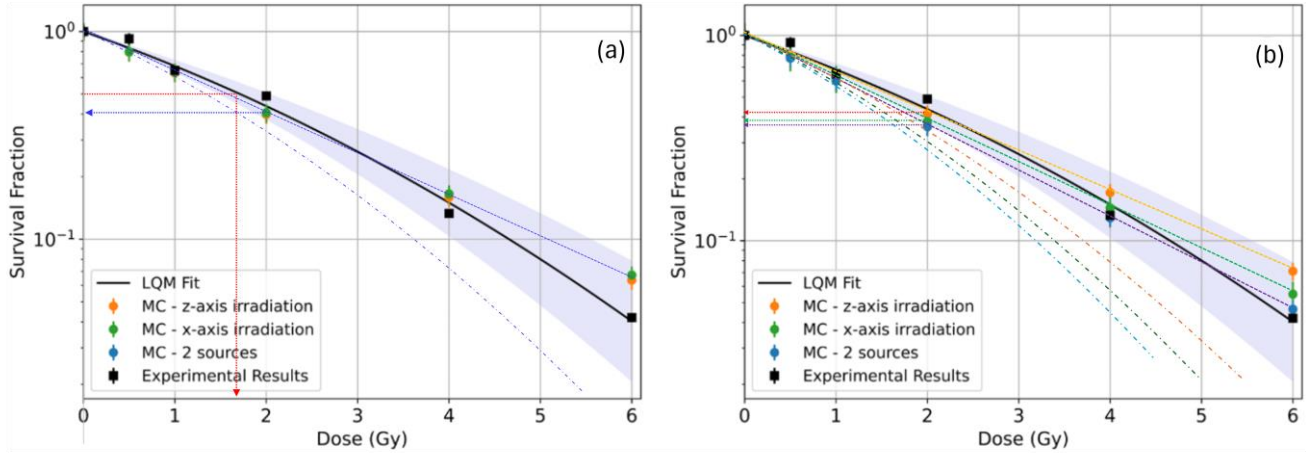 (a)
10⁰
10⁻¹
Survival Fraction
LQM Fit
MC - z-axis irradiation
MC - x-axis irradiation
MC - 2 sources
Experimental Results
0 1 2 3 4 5 6
Dose (Gy)
(b)
10⁰
10⁻¹
Survival Fraction
LQM Fit
MC - z-axis irradiation
MC - x-axis irradiation
MC - 2 sources
Experimental Results
0 1 2 3 4 5 6
Dose (Gy)